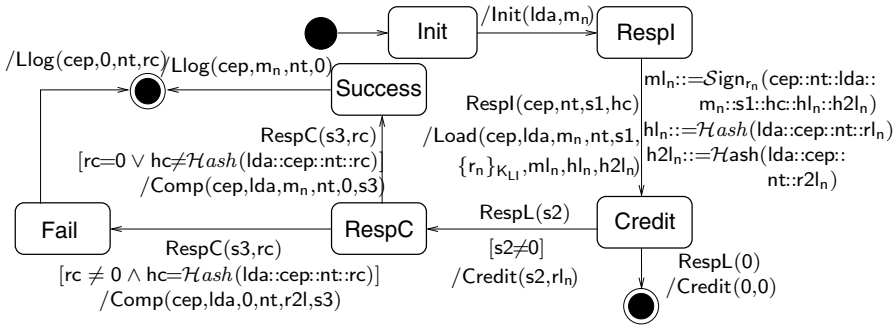 Init
/Init(lda,mₙ)
RespI
/Llog(cep,0,nt,rc)
/Llog(cep,mₙ,nt,0)
Success
RespI(cep,nt,s1,hc)
/Load(cep,lda,mₙ,nt,s1,
{rₙ}_K_LI,mlₙ,hlₙ,h2lₙ)
mlₙ::=Sign_rₙ(cep::nt::lda::
mₙ::s1::hc::hlₙ::h2lₙ)
hlₙ::=Hash(lda::cep::nt::rlₙ)
h2lₙ::=Hash(lda::cep::
nt::r2lₙ)
RespC(s3,rc)
[rc=0 ∨ hc≠Hash(lda::cep::nt::rc)]
/Comp(cep,lda,mₙ,nt,0,s3)
Fail
RespC
RespL(s2)
[s2≠0]
/Credit(s2,rlₙ)
Credit
RespC(s3,rc)
[rc ≠ 0 ∧ hc=Hash(lda::cep::nt::rc)]
/Comp(cep,lda,0,nt,r2l,s3)
RespL(0)
/Credit(0,0)